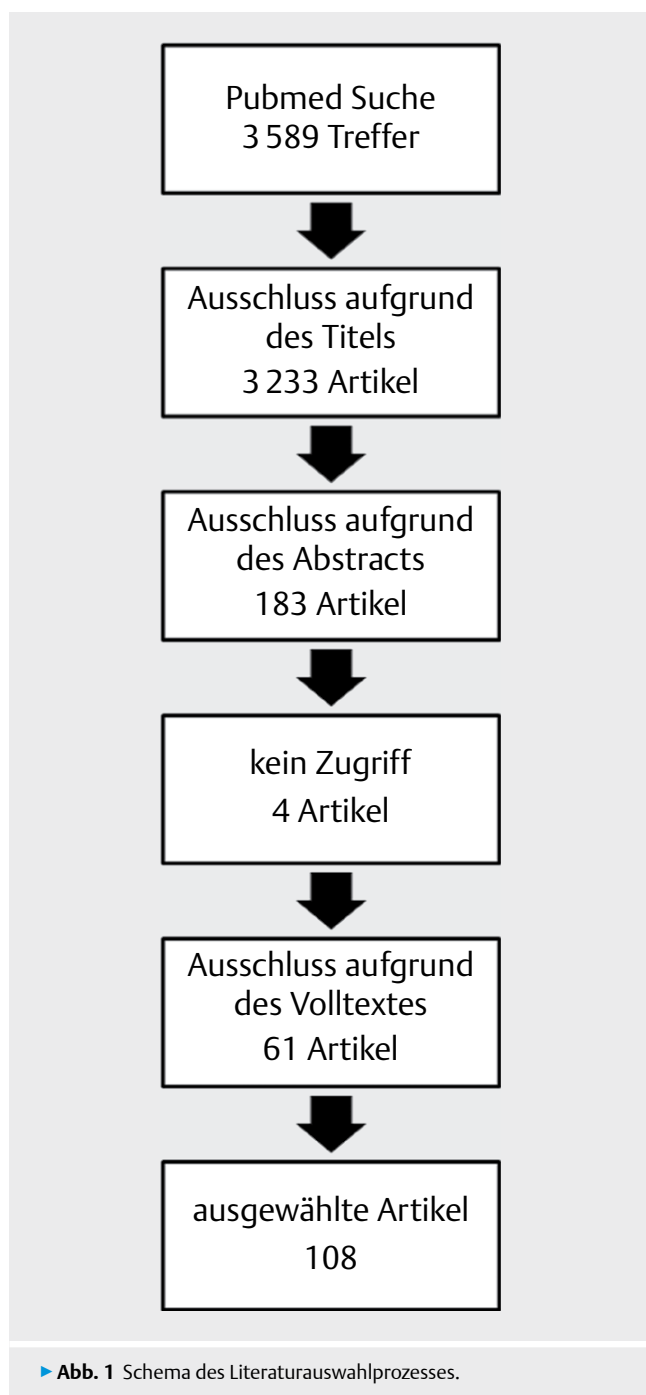 Pubmed Suche
3 589 Treffer
Ausschluss aufgrund
des Titels
3 233 Artikel
Ausschluss aufgrund
des Abstracts
183 Artikel
kein Zugriff
4 Artikel
Ausschluss aufgrund
des Volltextes
61 Artikel
ausgewählte Artikel
108
▶ Abb. 1 Schema des Literaturauswahlprozesses.